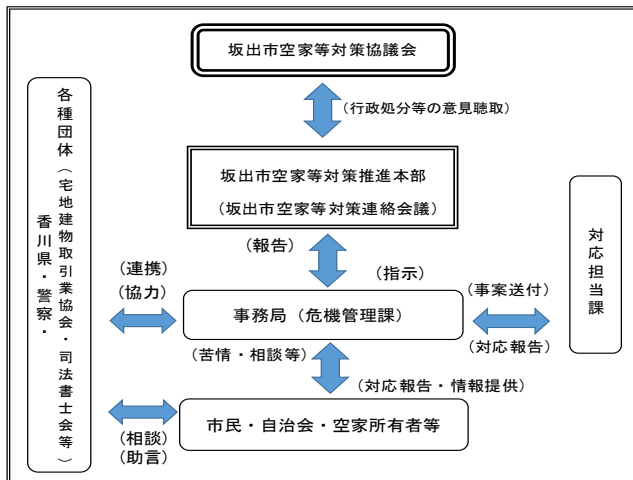 坂出市空家等対策協議会
(行政処分等の意見聴取)
坂出市空家等対策推進本部
(坂出市空家等対策連絡会議)
(報告)
(指示)
各種団体(宅地建物取引業協会・司法書士会等)
香川県・警察・
(連携)
(協力)
事務局(危機管理課)
(事案送付)
(対応報告)
対応担当課
(苦情・相談等)
(対応報告・情報提供)
市民・自治会・空家所有者等
(相談)
(助言)